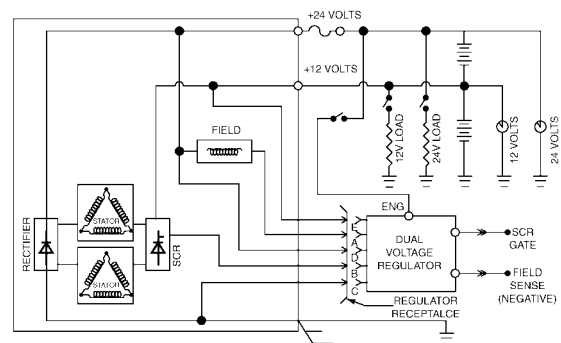 +24 VOLTS
+12 VOLTS
FIELD
12V LOAD
24V LOAD
12 VOLTS
24 VOLTS
ENG
RECTIFIER
STATOR
STATOR
SCR
E
A
D
B
C
DUAL
VOLTAGE
REGULATOR
SCR
GATE
FIELD
SENSE
(NEGATIVE)
REGULATOR
RECEPTALCE